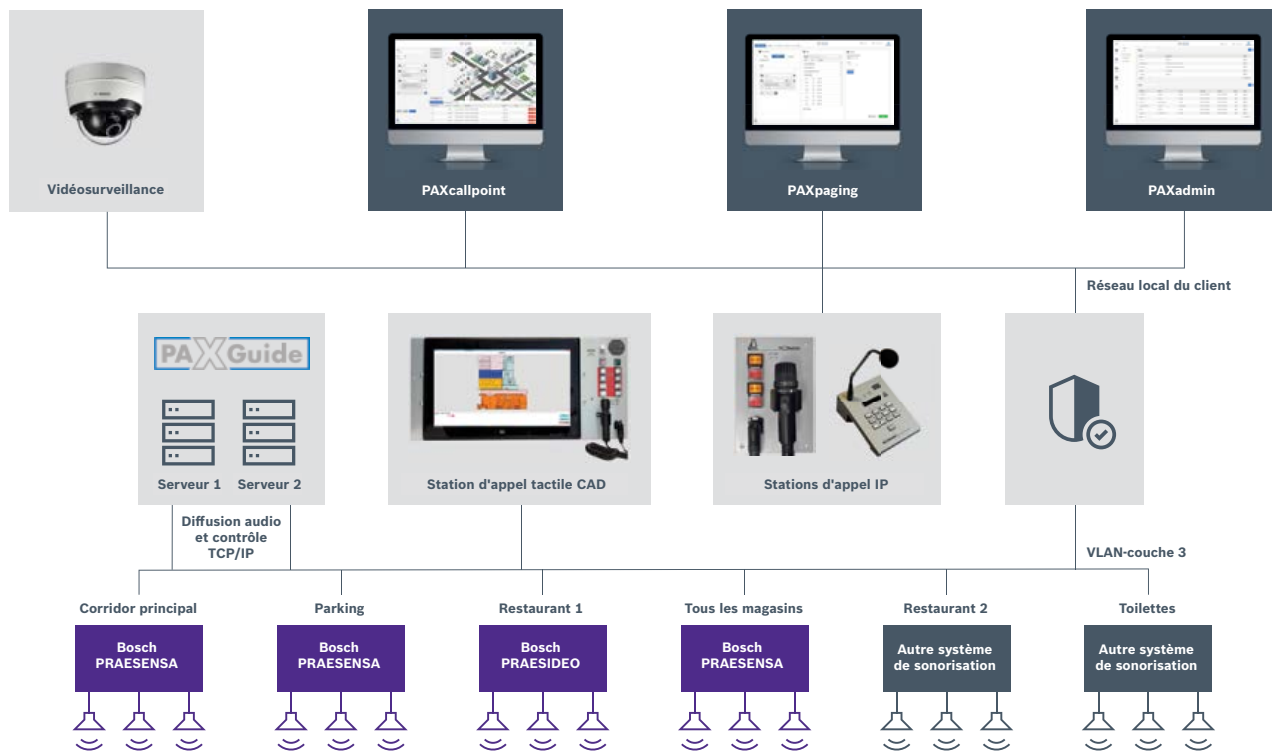 Vidéosurveillance
PAXcallpoint
PAXpaging
PAXadmin
Réseau local du client
PAXGuide
Serveur 1
Serveur 2
Station d'appel tactile CAD
Stations d'appel IP
Diffusion audio
et contrôle
TCP/IP
VLAN-couche 3
Corridor principal
Parking
Restaurant 1
Tous les magasins
Restaurant 2
Toilettes
Bosch
PRAESENSA
Bosch
PRAESENSA
Bosch
PRAESIDEO
Bosch
PRAESENSA
Autre système
de sonorisation
Autre système
de sonorisation